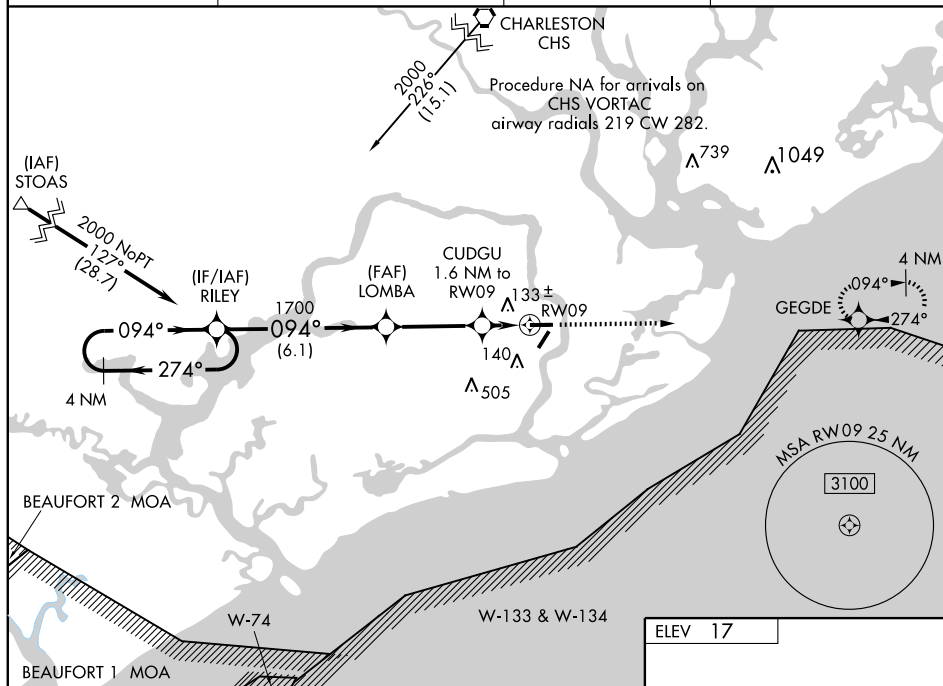 CHARLESTON
CHS
2000
226°
(15.1)
Procedure NA for arrivals on
CHS VORTAC
airway radials 219 CW 282.
739
1049
(IAF)
STOAS
2000 NoPT
127°
(28.7)
(IF/IAF)
RILEY
1700
094°
(6.1)
(FAF)
LOMBA
CUDGU
1.6 NM to
RW09
133±
RW09
140
505
094°
274°
4 NM
4 NM
094°
GEGDE
274°
MSA RW09 25 NM
3100
BEAUFORT 2 MOA
W-74
W-133 & W-134
BEAUFORT 1 MOA
ELEV 17